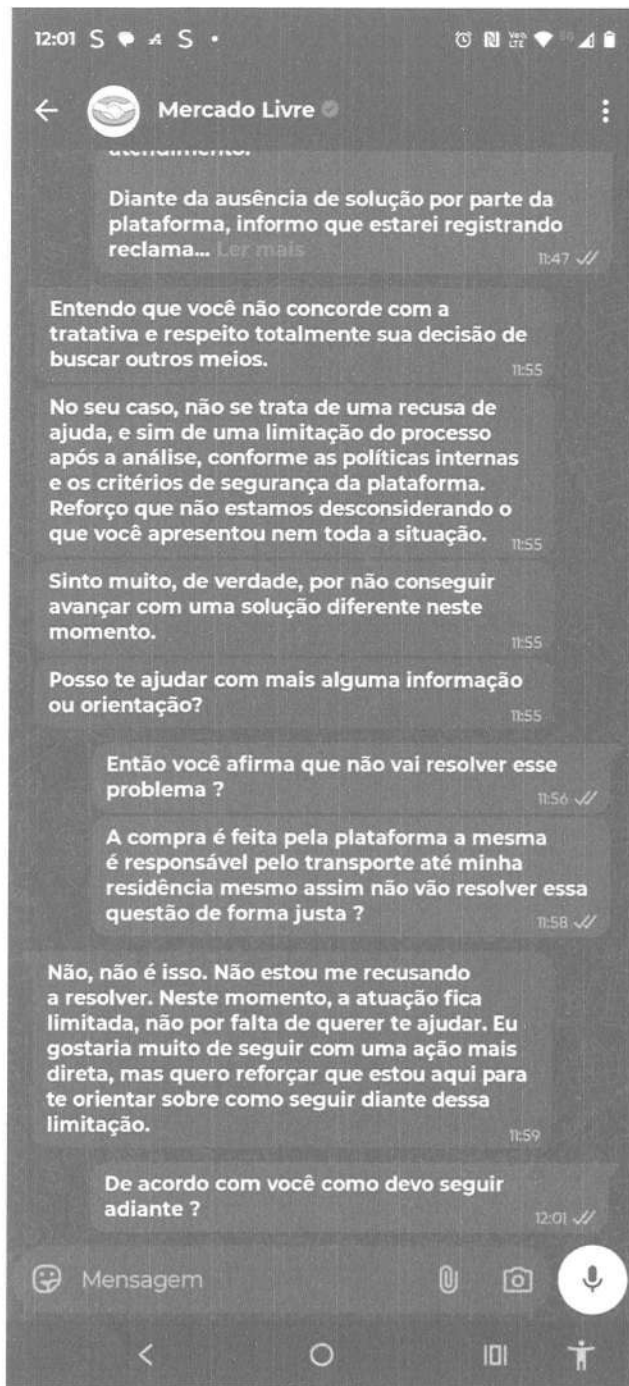 12:01 S S
Mercado Livre
atendimento.
Diante da ausência de solução por parte da
plataforma, informo que estarei registrando
reclama... Ler mais
11:47
Entendo que você não concorde com a
tratativa e respeito totalmente sua decisão de
buscar outros meios.
11:55
No seu caso, não se trata de uma recusa de
ajuda, e sim de uma limitação do processo
após a análise, conforme as políticas internas
e os critérios de segurança da plataforma.
Reforço que não estamos desconsiderando o
que você apresentou nem toda a situação.
11:55
Sinto muito, de verdade, por não conseguir
avançar com uma solução diferente neste
momento.
11:55
Posso te ajudar com mais alguma informação
ou orientação?
11:55
Então você afirma que não vai resolver esse
problema ?
11:56
A compra é feita pela plataforma a mesma
é responsável pelo transporte até minha
residência mesmo assim não vão resolver essa
questão de forma justa ?
11:58
Não, não é isso. Não estou me recusando
a resolver. Neste momento, a atuação fica
limitada, não por falta de querer te ajudar. Eu
gostaria muito de seguir com uma ação mais
direta, mas quero reforçar que estou aqui para
te orientar sobre como seguir diante dessa
limitação.
11:59
De acordo com você como devo seguir
adiante ?
12:01
Mensagem